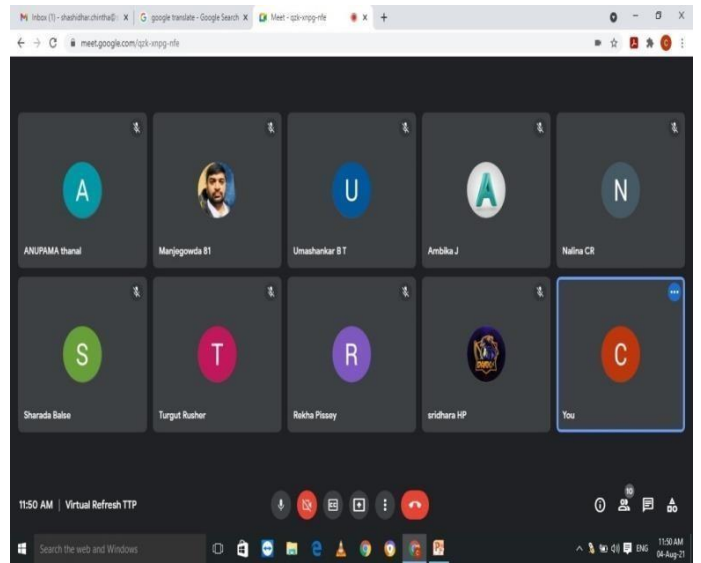 Inbox (1) - shashidhar.chintha@
google translate - Google Search
Meet - qzk-xnpg-nfe
meet.google.com/qzk-xnpg-nfe
A
U
A
N
ANUPAMA thanal
Manjegowda 81
Umashankar B T
Ambika J
Nalina CR
S
T
R
C
Sharada Balse
Turgut Rusher
Rekha Pissey
sridhara HP
You
11:50 AM | Virtual Refresh TTP
10
Search the web and Windows
ENG
11:50 AM
04-Aug-21